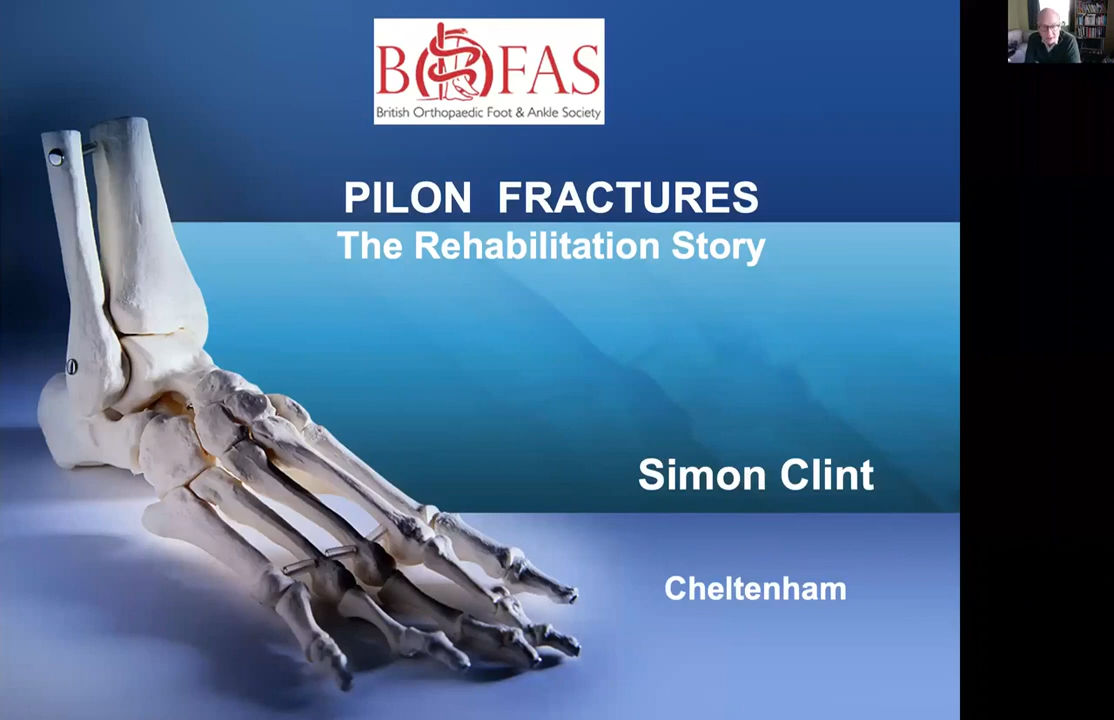 BOFAS
British Orthopaedic Foot & Ankle Society
PILON FRACTURES
The Rehabilitation Story
Simon Clint
Cheltenham